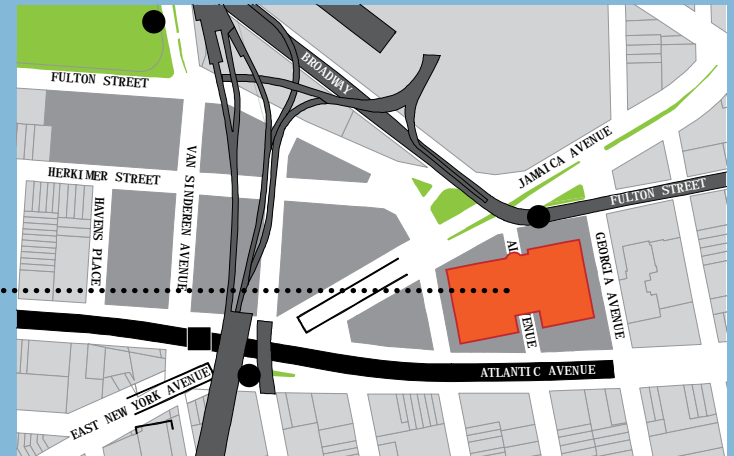 FULTON STREET
BROADWAY
JAMAICA AVENUE
HERKIMER STREET
VAN SINDEREN AVENUE
FULTON STREET
HAVENS PLACE
GEORGIA AVENUE
ATLANTIC AVENUE
EAST NEW YORK AVENUE